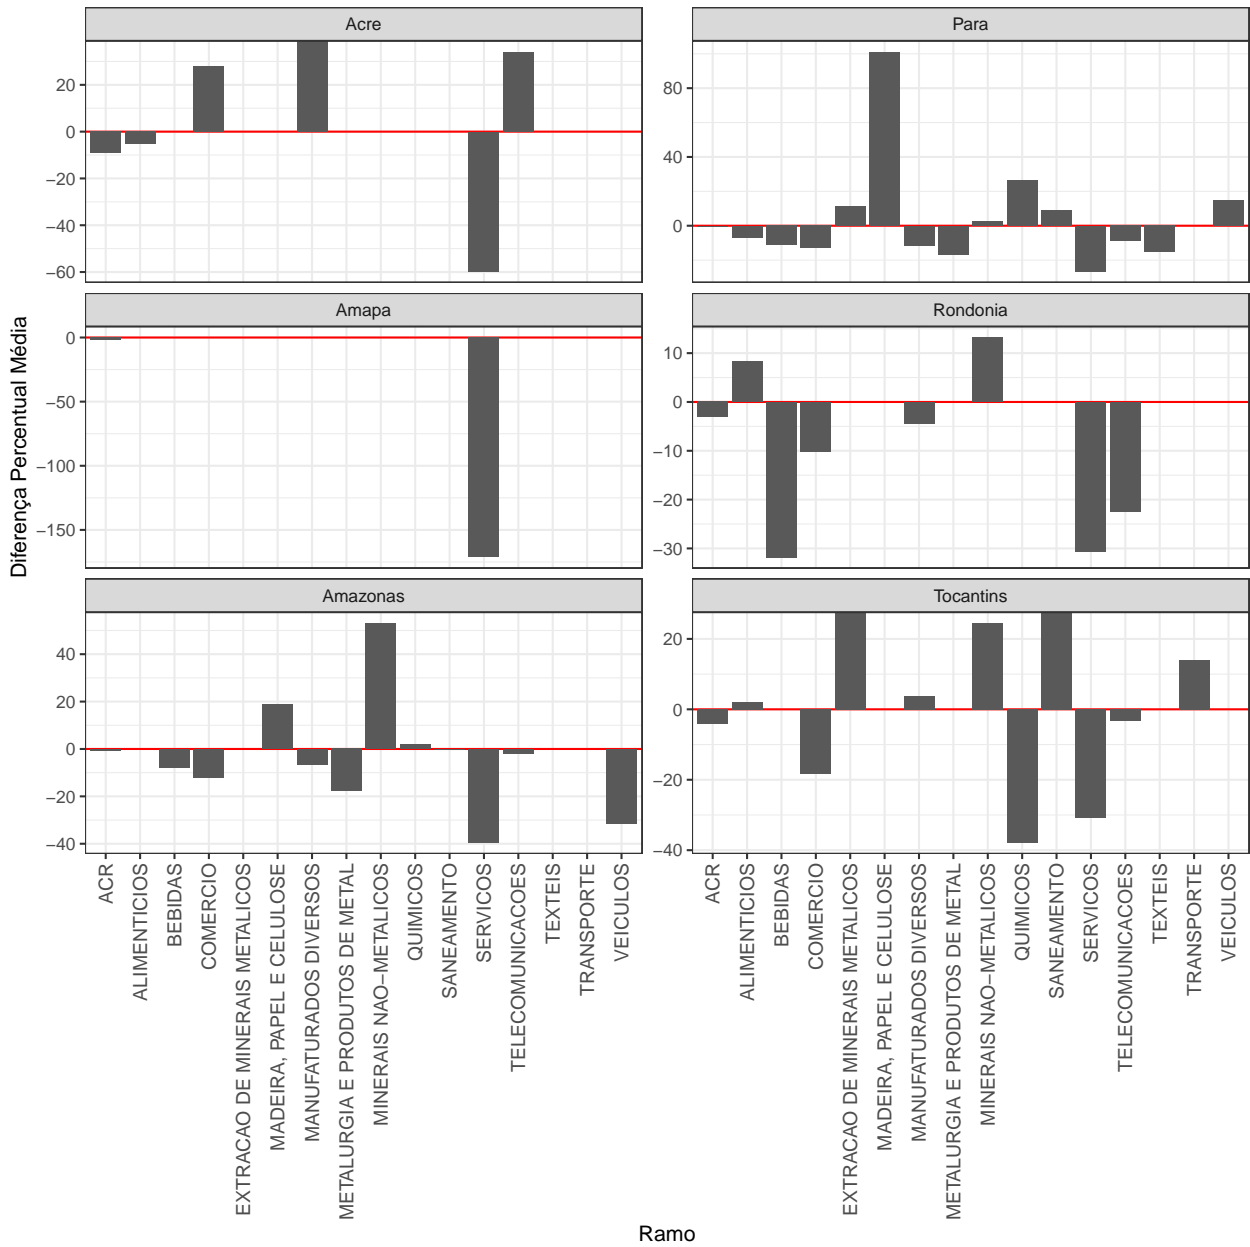 Acre
20
0
−20
−40
−60
Para
80
40
0
Amapa
0
−50
−100
−150
Rondonia
10
0
−10
−20
−30
Amazonas
40
20
0
−20
−40
Tocantins
20
0
−20
−40
Diferença Percentual Média
ACR
ALIMENTICIOS
BEBIDAS
COMERCIO
EXTRACAO DE MINERAIS METALICOS
MADEIRA, PAPEL E CELULOSE
MANUFATURADOS DIVERSOS
METALURGIA E PRODUTOS DE METAL
MINERAIS NAO−METALICOS
QUIMICOS
SANEAMENTO
SERVICOS
TELECOMUNICACOES
TEXTEIS
TRANSPORTE
VEICULOS
ACR
ALIMENTICIOS
BEBIDAS
COMERCIO
EXTRACAO DE MINERAIS METALICOS
MADEIRA, PAPEL E CELULOSE
MANUFATURADOS DIVERSOS
METALURGIA E PRODUTOS DE METAL
MINERAIS NAO−METALICOS
QUIMICOS
SANEAMENTO
SERVICOS
TELECOMUNICACOES
TEXTEIS
TRANSPORTE
VEICULOS
Ramo